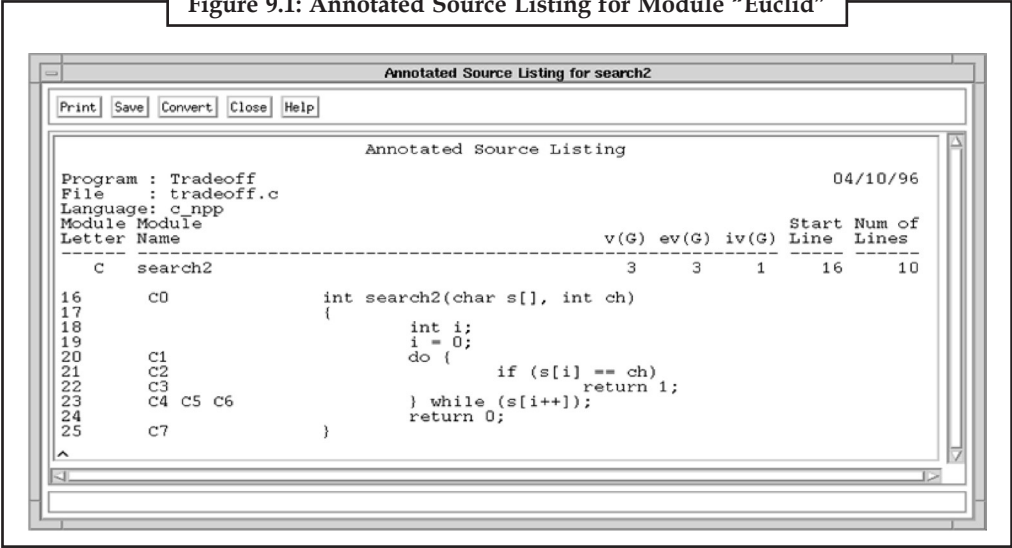 Figure 9.1: Annotated Source Listing for Module "Euclid"
Annotated Source Listing for search2
Print Save Convert Close Help
Annotated Source Listing
Program : Tradeoff 04/10/96
File : tradeoff.c
Language: c_npp
Module Module Start Num of
Letter Name v(G) ev(G) iv(G) Line Lines
------ ---------------------------------------------- ---- ----- ----- ----- ------
C search2 3 3 1 16 10
16 C0 int search2(char s[], int ch)
17 {
18 int i;
19 i = 0;
20 C1 do {
21 C2 if (s[i] == ch)
22 C3 return 1;
23 C4 C5 C6 } while (s[i++]);
24 return 0;
25 C7 }
^